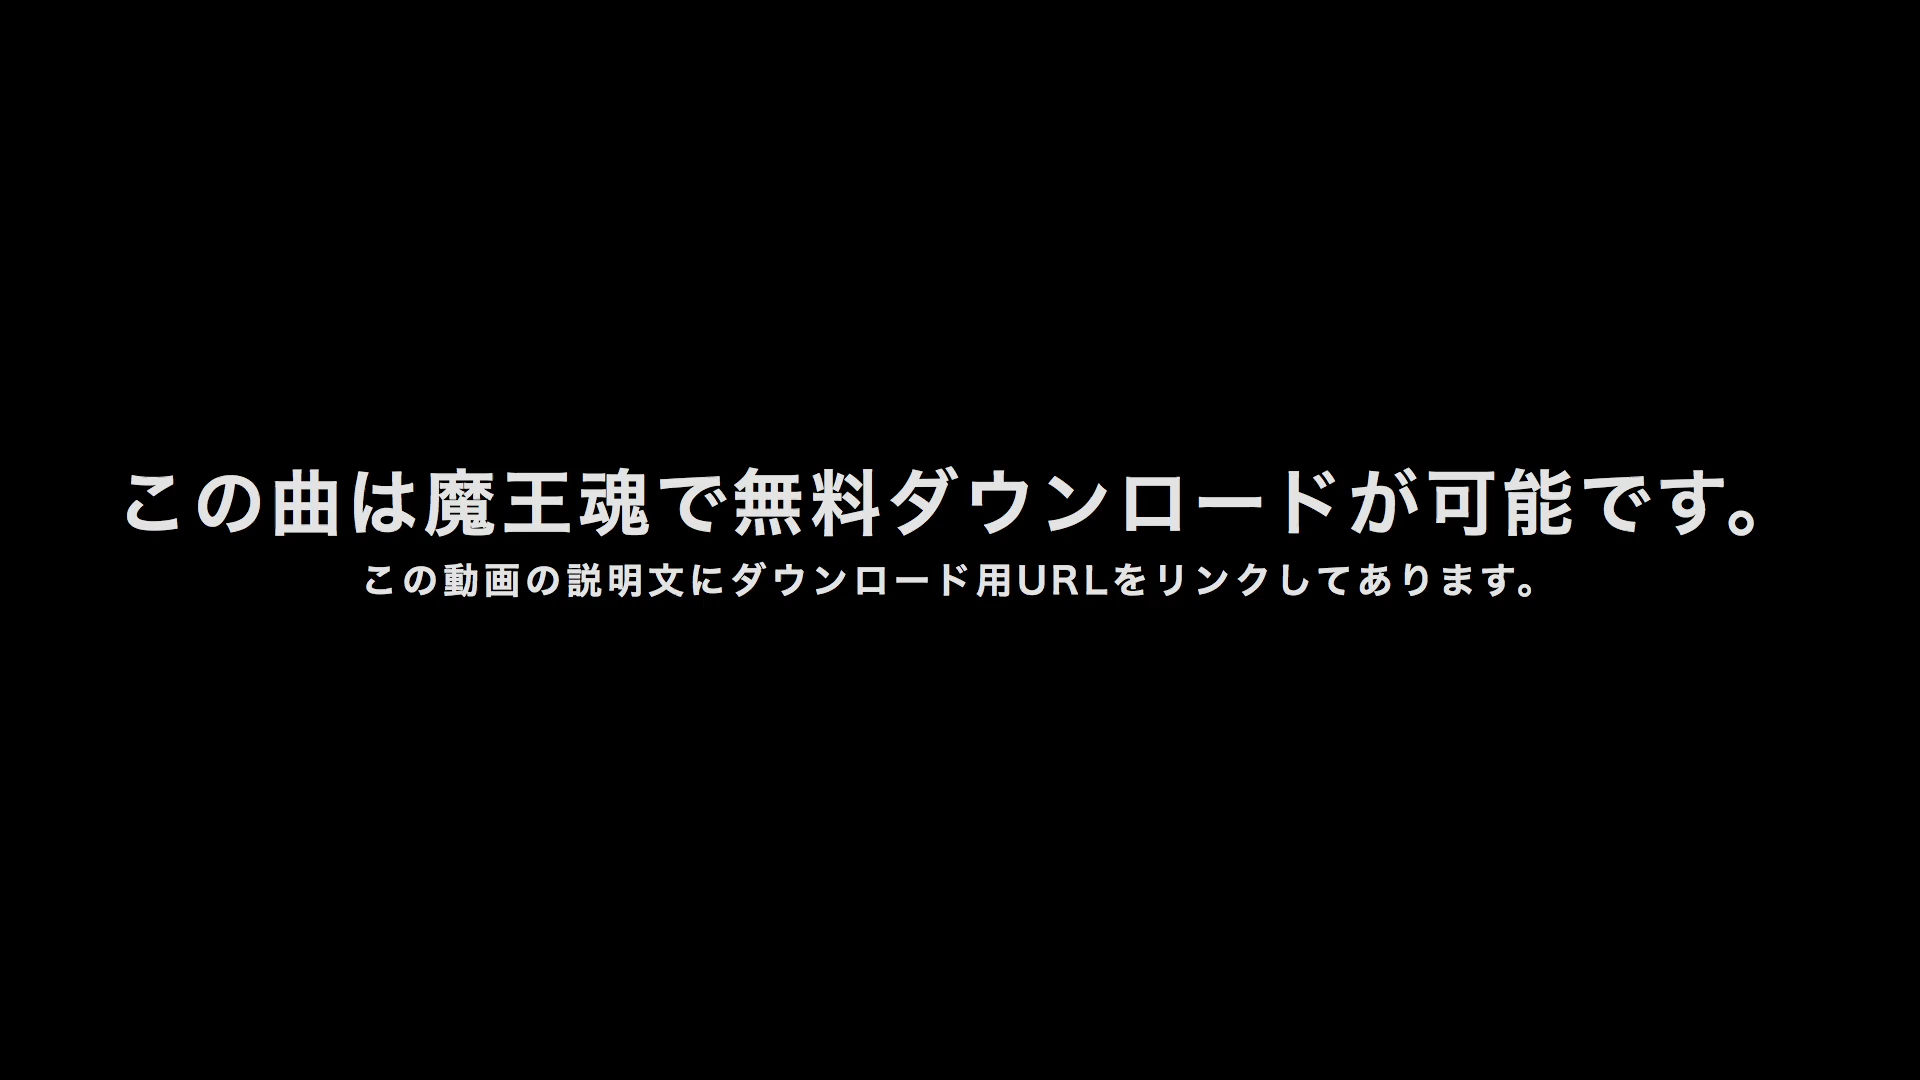 この曲は魔王魂で無料ダウンロードが可能です。
この動画の説明文にダウンロード用URLをリンクしてあります。